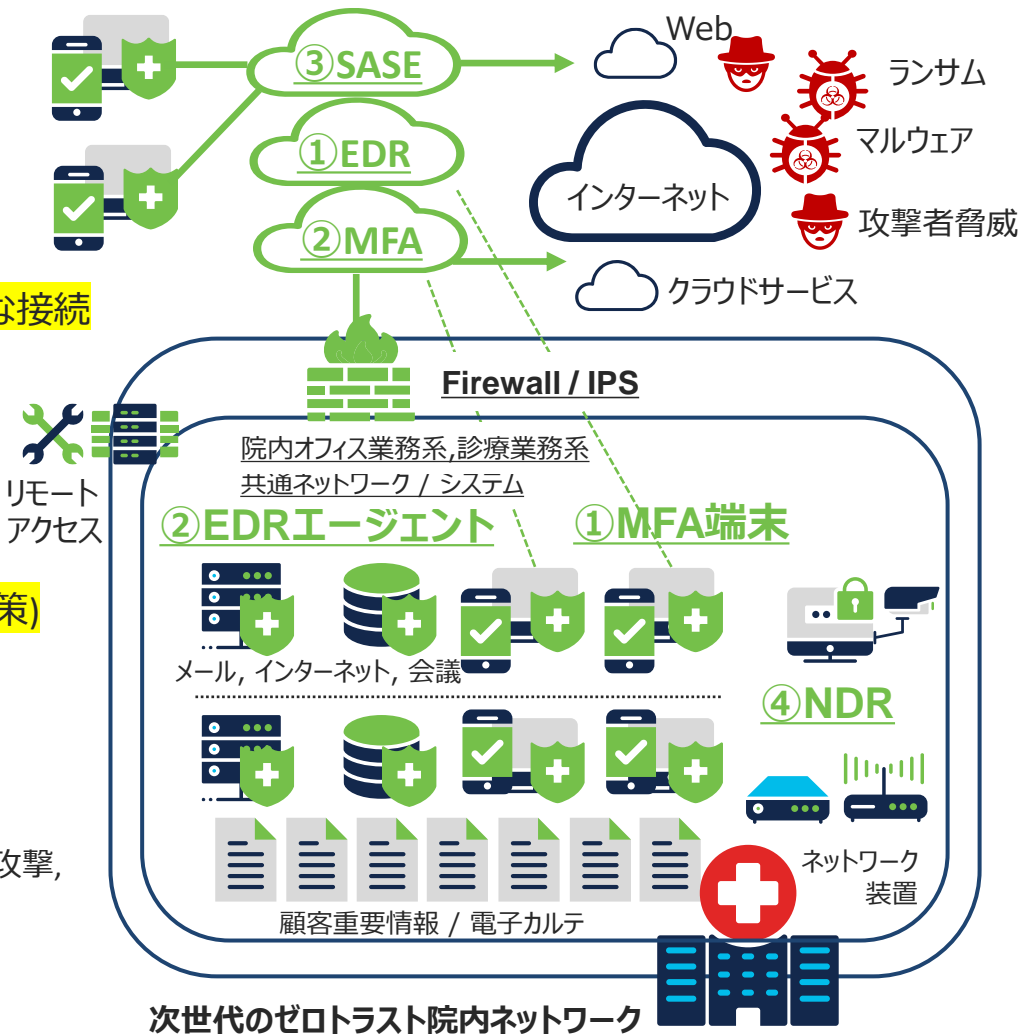 Web
③SASE
ランサム
①EDR
マルウェア
インターネット
②MFA
攻撃者脅威
クラウドサービス
な接続
Firewall / IPS
院内オフィス業務系,診療業務系
共通ネットワーク / システム
リモート
アクセス
②EDRエージェント
①MFA端末
策)
メール, インターネット, 会議
④NDR
攻撃,
ネットワーク
装置
顧客重要情報 / 電子カルテ
次世代のゼロトラスト院内ネットワーク